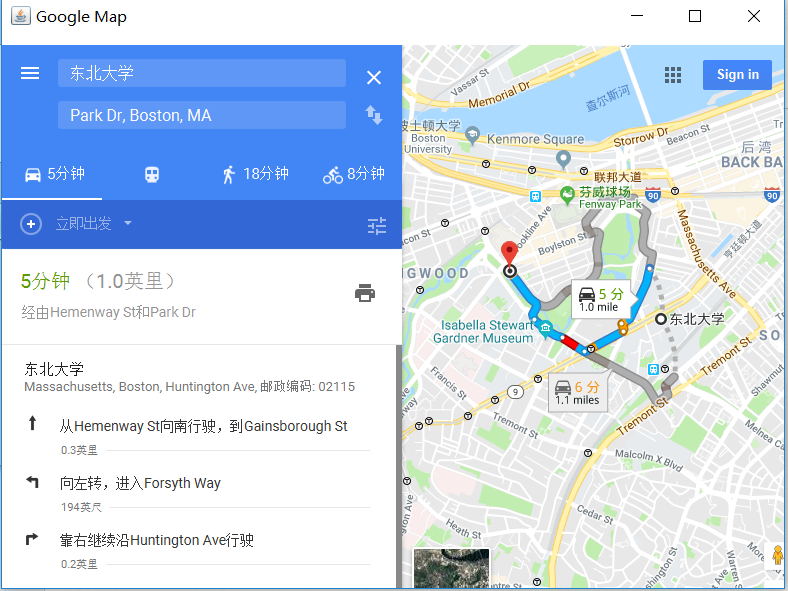 Google Map
东北大学
Park Dr, Boston, MA
5分钟
18分钟
8分钟
立即出发
5分钟 （1.0英里）
经由Hemenway St和Park Dr
东北大学
Massachusetts, Boston, Huntington Ave, 邮政编码: 02115
从Hemenway St向南行驶，到Gainsborough St
0.3英里
向左转，进入Forsyth Way
194英尺
靠右继续沿Huntington Ave行驶
0.2英里
Sign in
Vassar St
Memorial Dr
查尔斯河
波士顿大学
Boston
University
Kenmore Square
Storrow Dr
Beacon St
后 湾
BACK BA
联邦大道
芬威球场
Fenway Park
90
90
Brookline Ave
Boylston St
Massachusetts Ave
亨廷顿大道
acon St
NGWOOD
5 分
1.0 mile
东北大学
Isabella Stewart
Gardner Museum
SO
6 分
1.1 miles
9
Francis St
Tremont St
Tremont St
Tremont St
Shawmut
Malcolm X Blvd
Melnea C
Cedar St
Heath St
Washington St
Warren